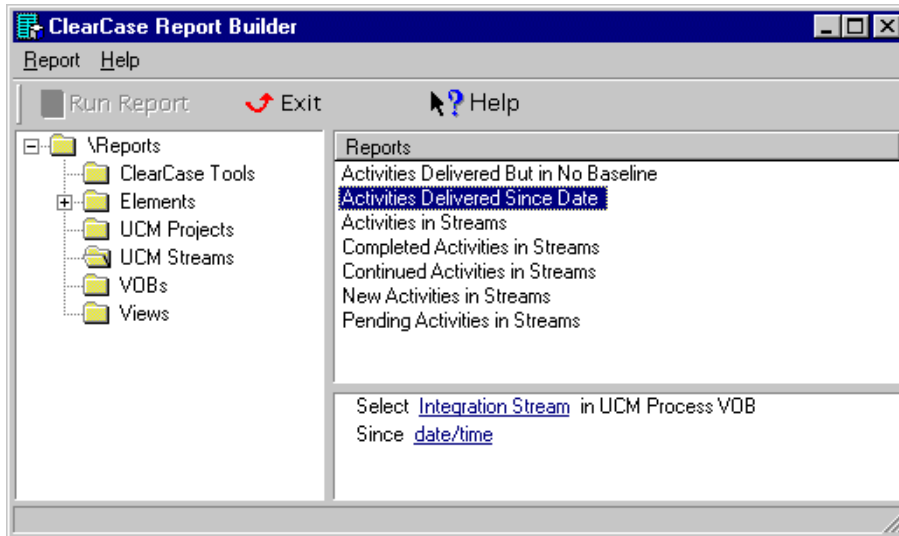 ClearCase Report Builder
Report Help
Run Report Exit Help
\Reports
ClearCase Tools
Elements
UCM Projects
UCM Streams
VOBs
Views
Reports
Activities Delivered But in No Baseline
Activities Delivered Since Date
Activities in Streams
Completed Activities in Streams
Continued Activities in Streams
New Activities in Streams
Pending Activities in Streams
Select Integration Stream in UCM Process VOB
Since date/time